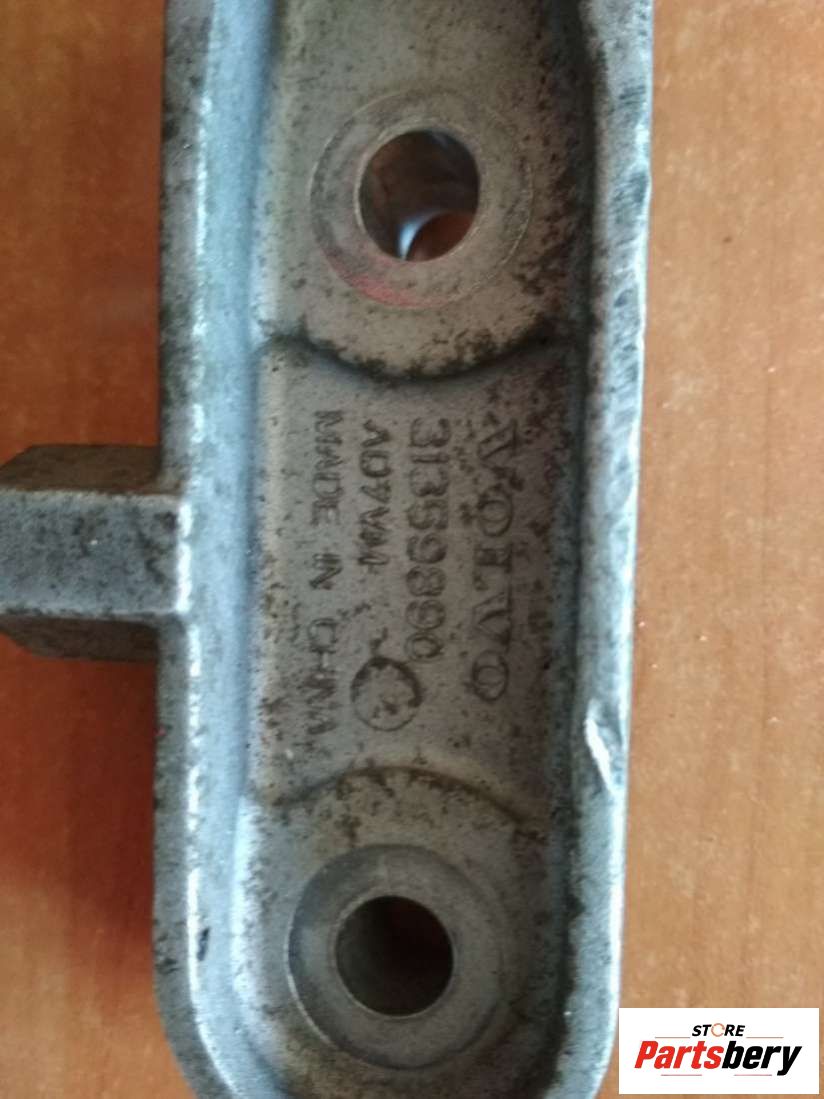 VOLVO
31359890
MADE IN CHINA
STORE
Partsbery